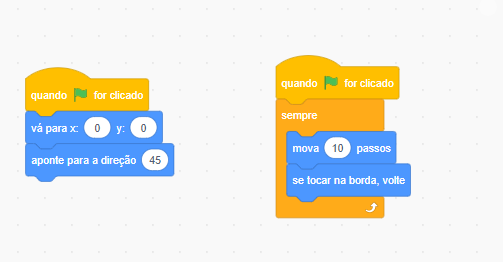 quando for clicado
vá para x: 0 y: 0
aponte para a direção 45
quando for clicado
sempre
mova 10 passos
se tocar na borda, volte